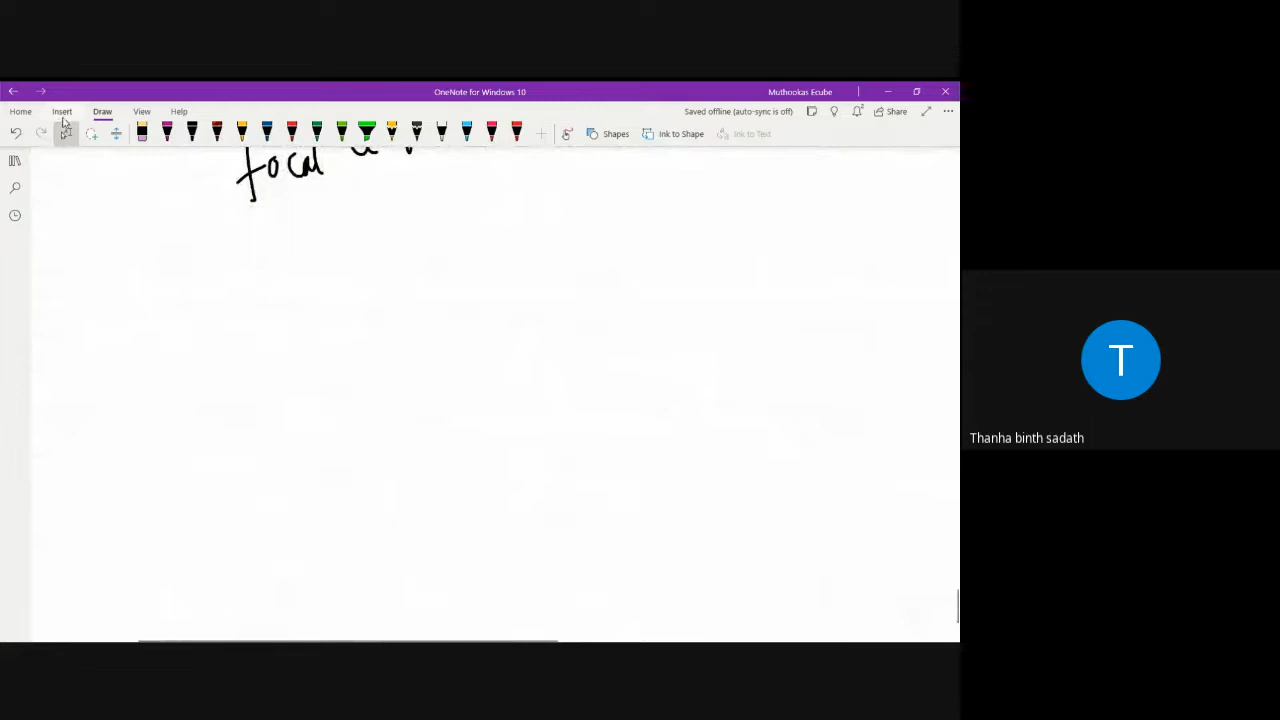 OneNote for Windows 10
Muthookas Ecube
Home Insert Draw View Help
Saved offline (auto-sync is off)
Share
Shapes
Ink to Shape
Ink to Text
focal
T
Thanha binth sadath